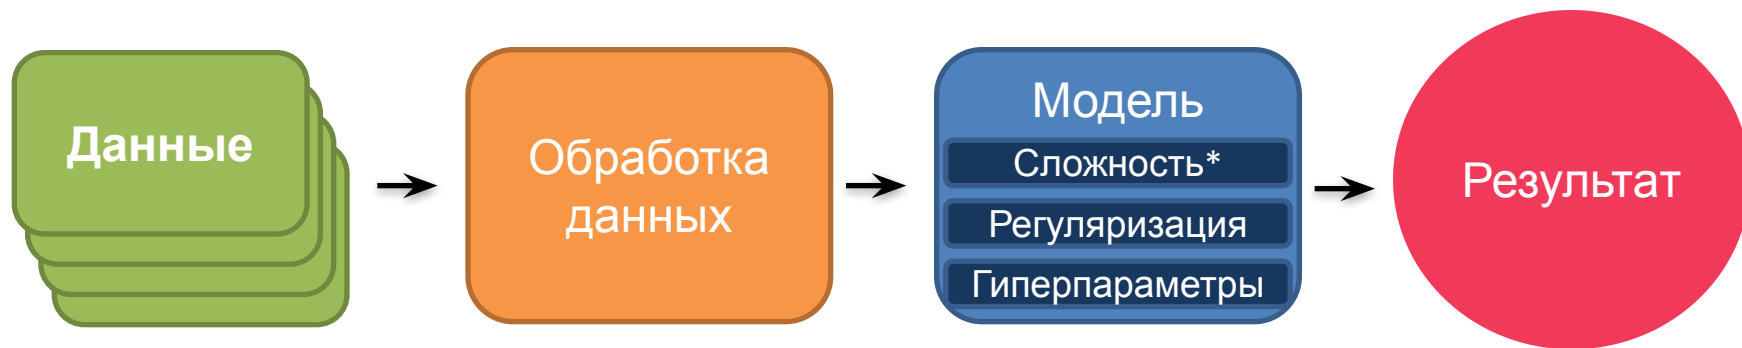 Данные
Обработка
данных
Модель
Сложность*
Регуляризация
Гиперпараметры
Результат